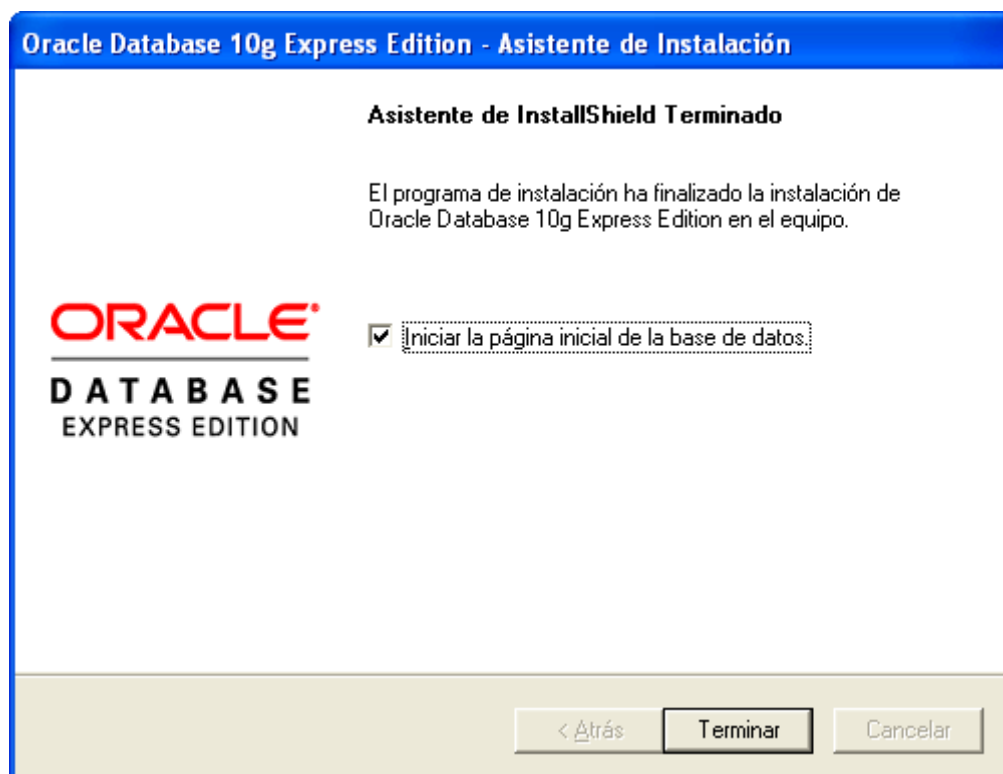 Oracle Database 10g Express Edition - Asistente de Instalación
Asistente de InstallShield Terminado
El programa de instalación ha finalizado la instalación de
Oracle Database 10g Express Edition en el equipo.
ORACLE
DATABASE
EXPRESS EDITION
Iniciar la página inicial de la base de datos.
< Atrás
Terminar
Cancelar